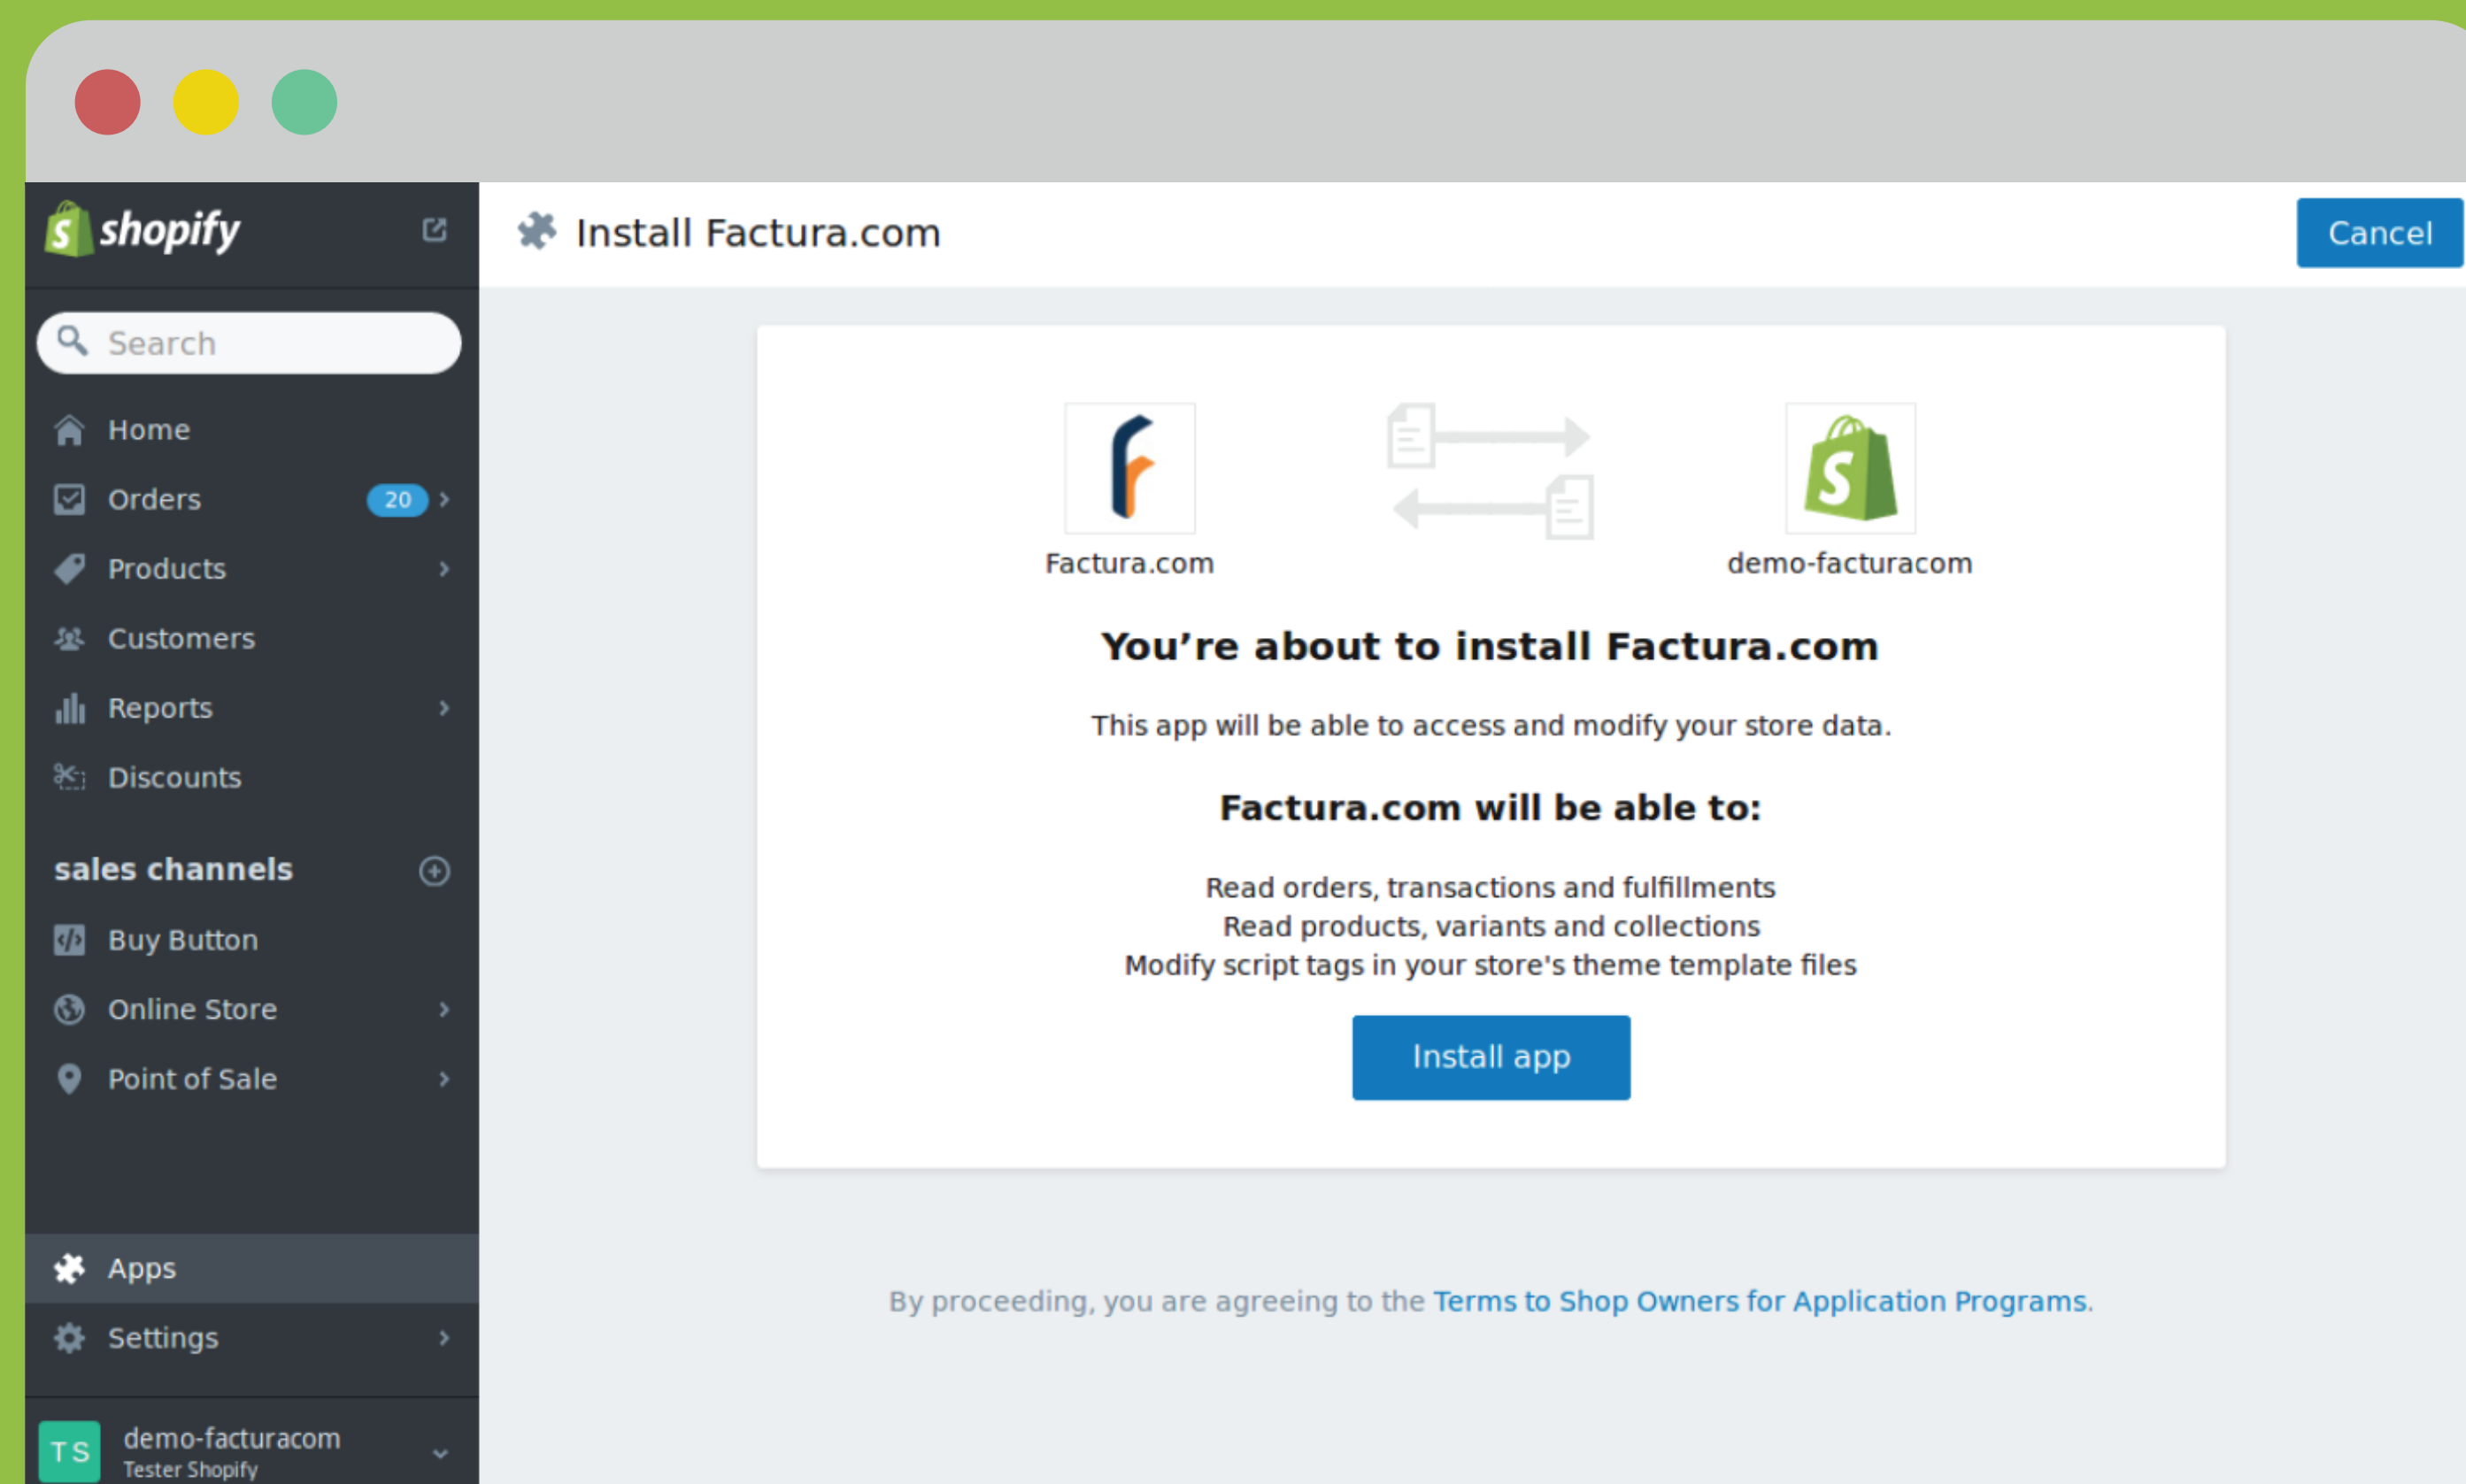 shopify
Install Factura.com
Cancel
Search
Home
Orders 20
Products
Customers
Reports
Discounts
sales channels
Buy Button
Online Store
Point of Sale
Apps
Settings
TS
demo-facturacom
Tester Shopify
Factura.com
demo-facturacom
You’re about to install Factura.com
This app will be able to access and modify your store data.
Factura.com will be able to:
Read orders, transactions and fulfillments
Read products, variants and collections
Modify script tags in your store's theme template files
Install app
By proceeding, you are agreeing to the Terms to Shop Owners for Application Programs.